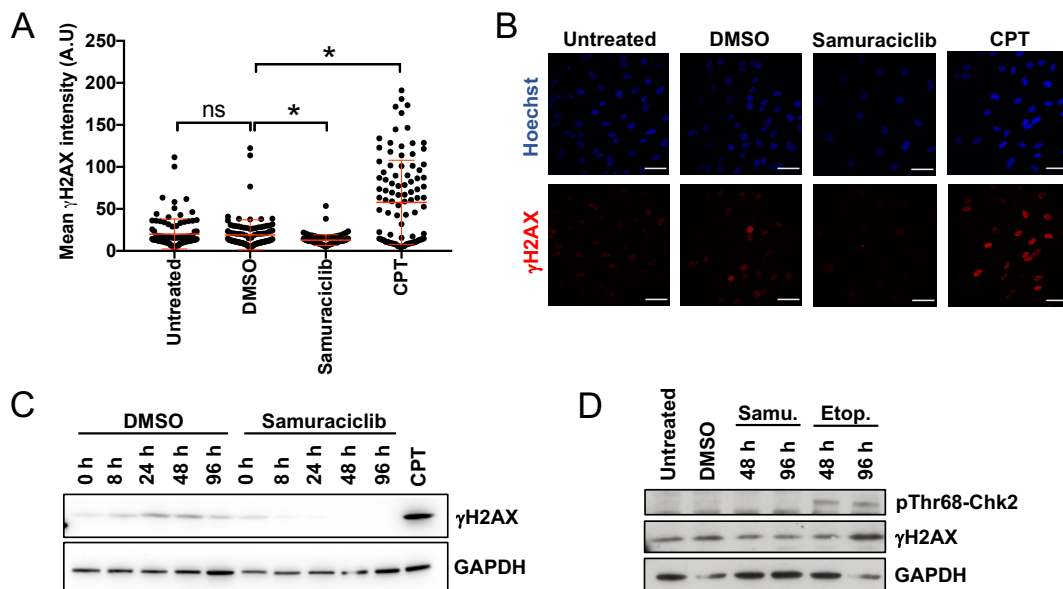 A
Mean γH2AX intensity (A.U)
250
200
150
100
50
0
ns
*
*
Untreated
DMSO
Samuraciclib
CPT
B
Untreated DMSO Samuraciclib CPT
Hoechst
γH2AX
C
DMSO Samuraciclib
0 h 8 h 24 h 48 h 96 h 0 h 8 h 24 h 48 h 96 h CPT
γH2AX
GAPDH
D
Untreated DMSO Samu. Etop.
48 h 96 h 48 h 96 h
pThr68-Chk2
γH2AX
GAPDH